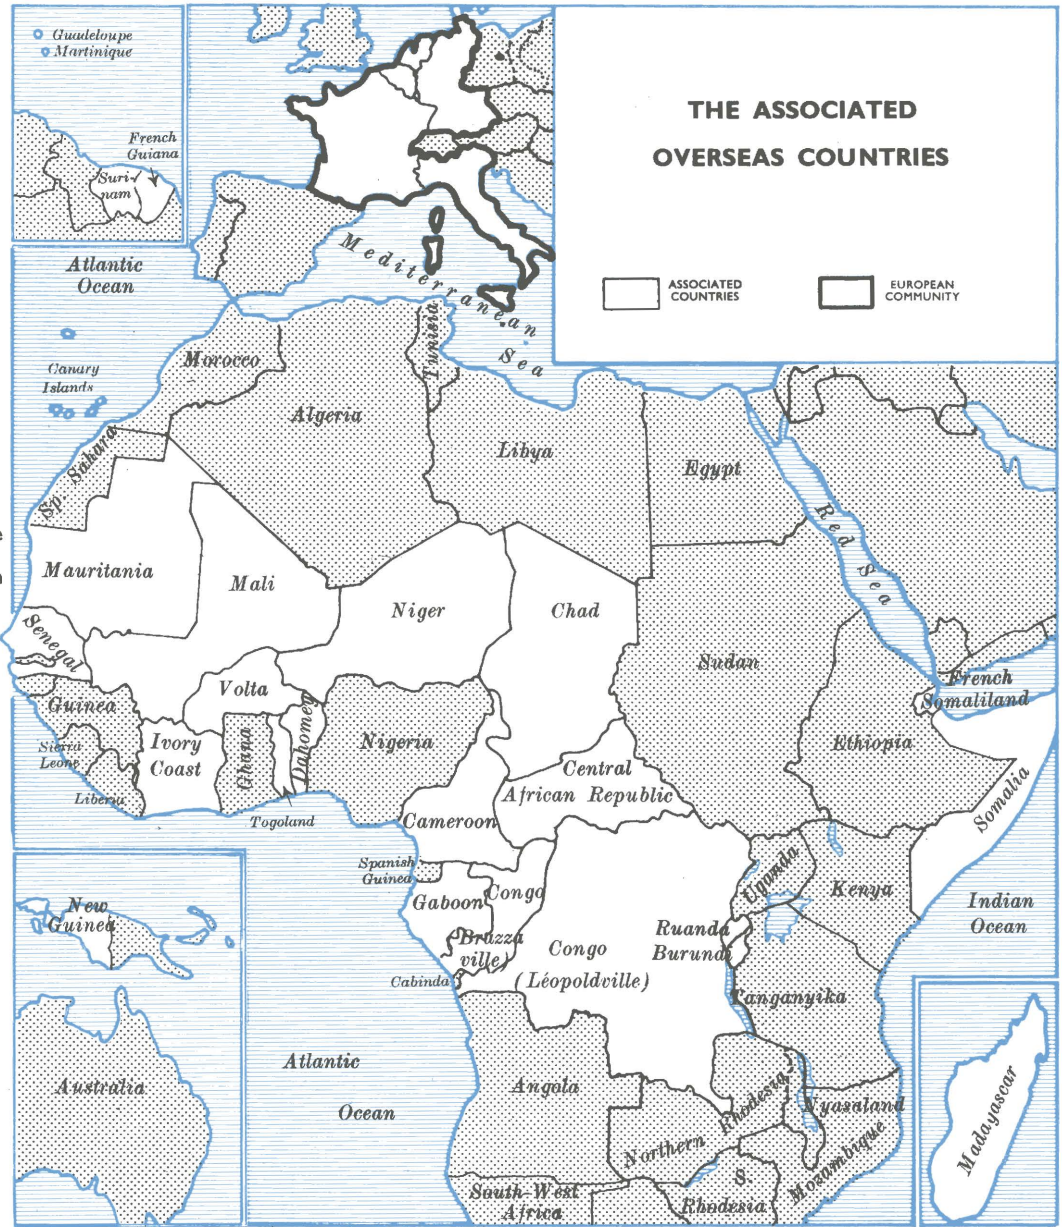 Guadeloupe
Martinique
French
Guiana
Suri-
nam
THE ASSOCIATED
OVERSEAS COUNTRIES
ASSOCIATED
COUNTRIES
EUROPEAN
COMMUNITY
Atlantic
Ocean
Mediterranean
Sea
Canary
Islands
Morocco
Algeria
Tunisia
Libya
Egypt
Red Sea
Sp. Sahara
Mauritania
Mali
Niger
Chad
Sudan
Senegal
Guinea
Sierra
Leone
Liberia
Volta
Ivory
Coast
Ghana
Togoland
Dahomey
Nigeria
French
Somaliland
Ethiopia
Somalia
Central
African Republic
Cameroon
Spanish
Guinea
Gaboon
Congo
(Brazza
ville)
Cabinda
Congo
(Léopoldville)
Ruanda
Burundi
Uganda
Kenya
Tanganyika
Indian
Ocean
New
Guinea
Australia
Atlantic
Ocean
Angola
Northern Rhodesia
Nyasaland
Mozambique
S.
Rhodesia
South-West
Africa
Madayascar